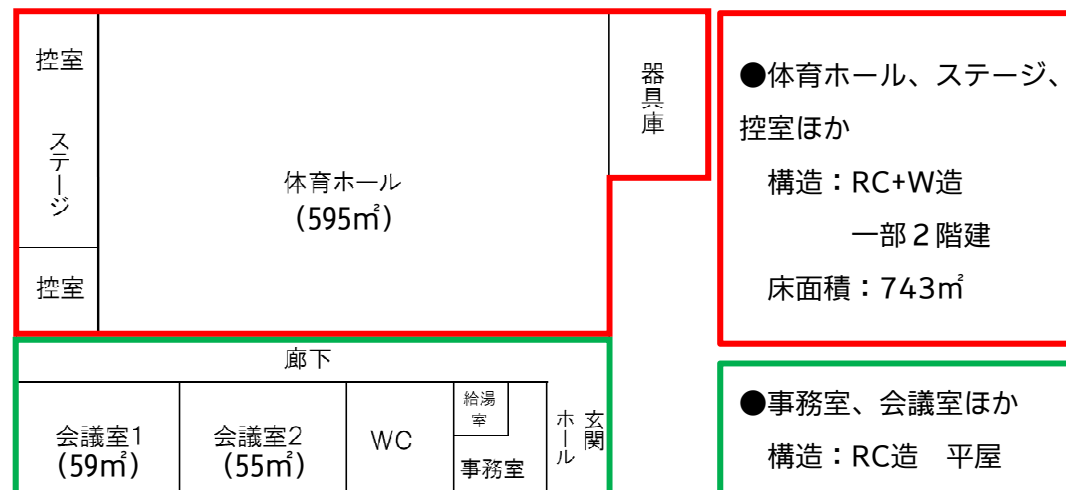 控室
ステージ
控室
体育ホール
(595㎡)
器具庫
廊下
会議室1
(59㎡)
会議室2
(55㎡)
WC
給湯
室
事務室
玄関
ホール
●体育ホール、ステージ、
控室ほか
構造：RC+W造
一部２階建
床面積：743㎡
●事務室、会議室ほか
構造：RC造　平屋